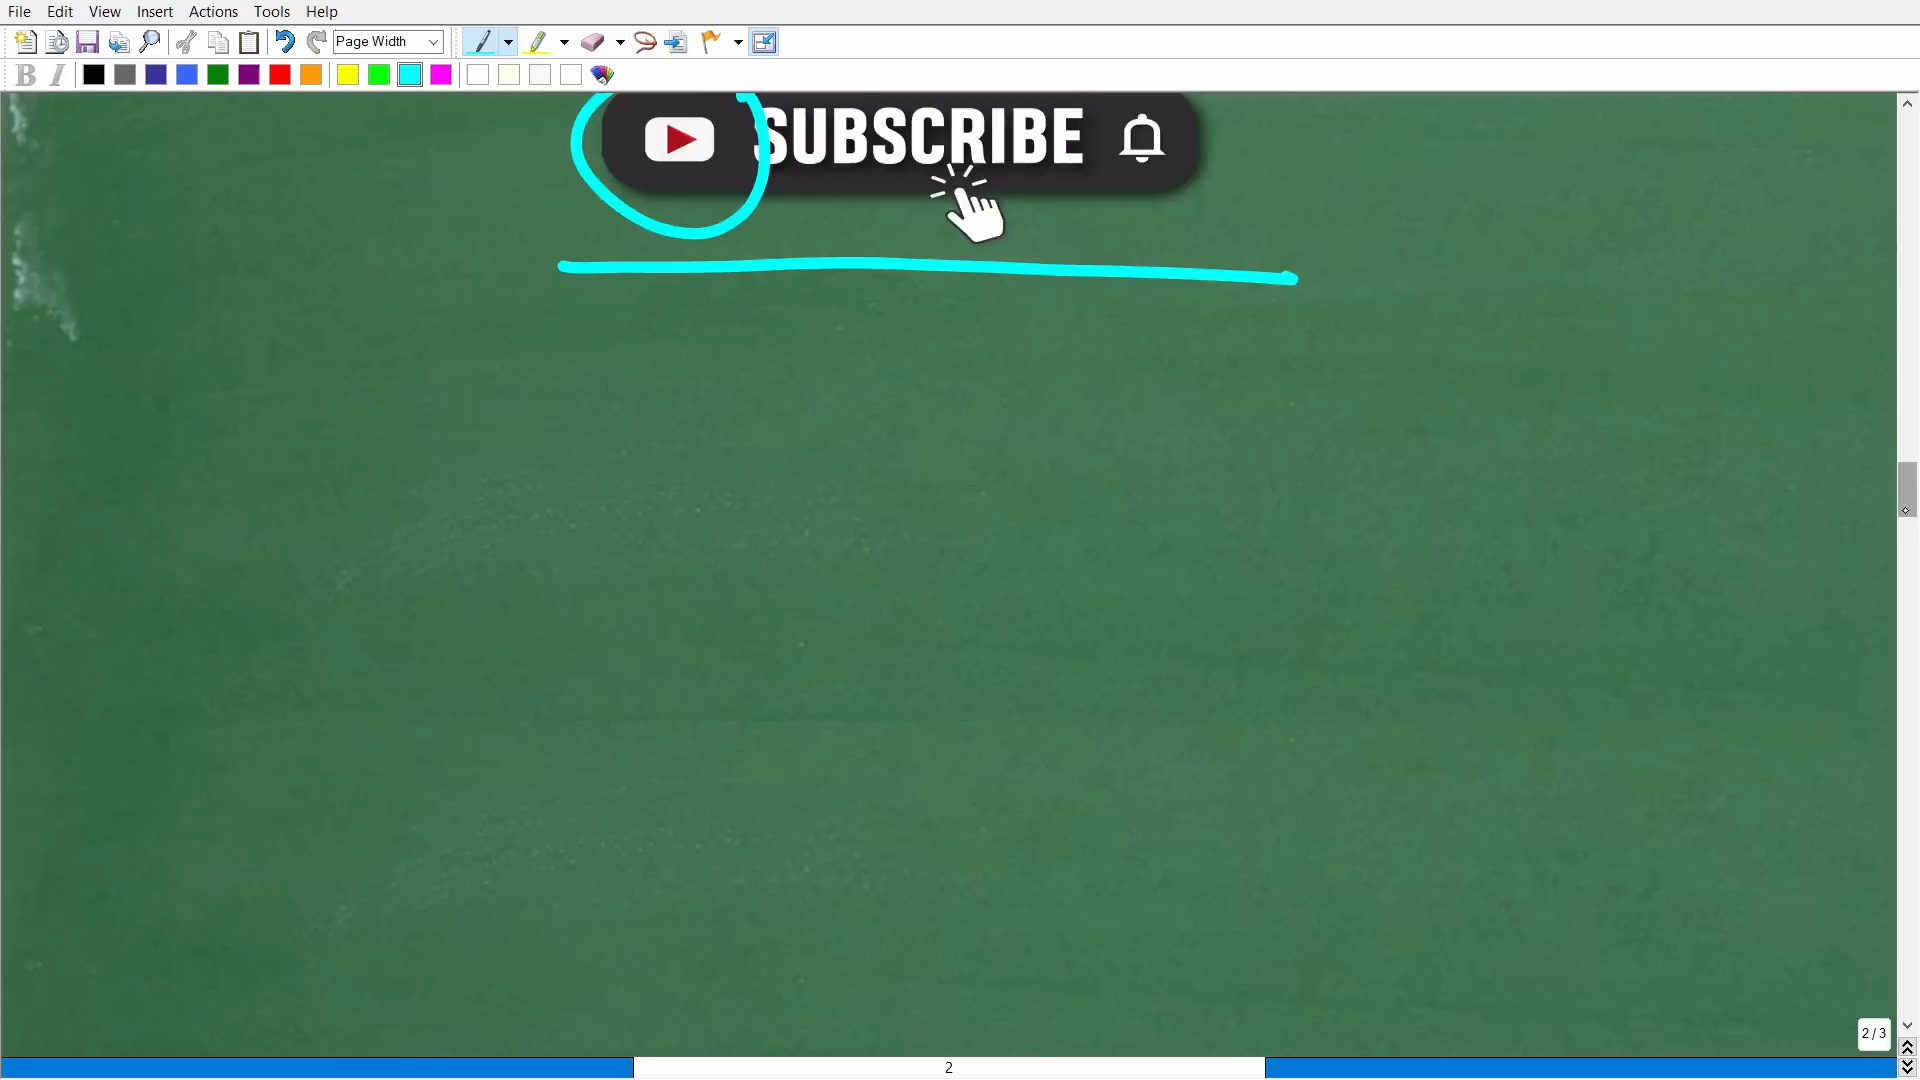 File Edit View Insert Actions Tools Help
Page Width
B I
SUBSCRIBE
2 / 3
2